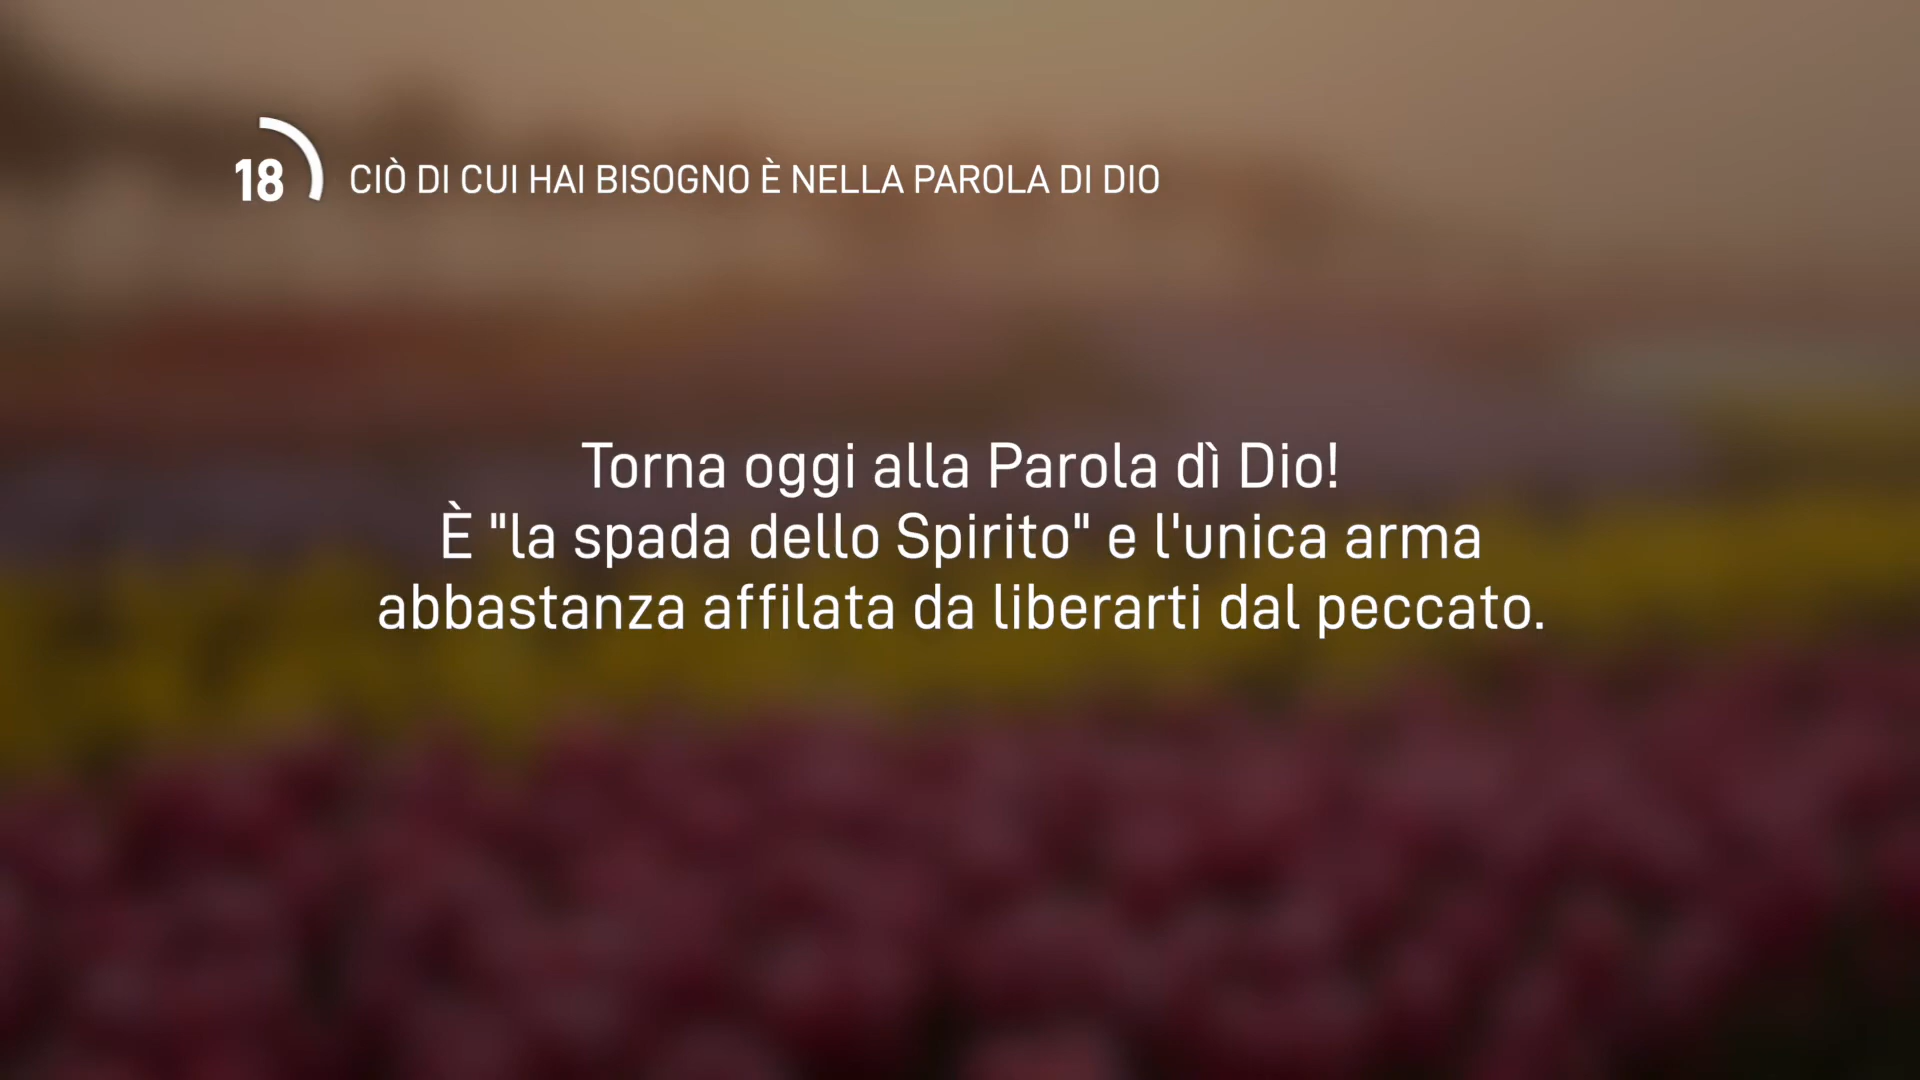 18 CIÒ DI CUI HAI BISOGNO È NELLA PAROLA DI DIO
Torna oggi alla Parola dì Dio!
È "la spada dello Spirito" e l'unica arma
abbastanza affilata da liberarti dal peccato.